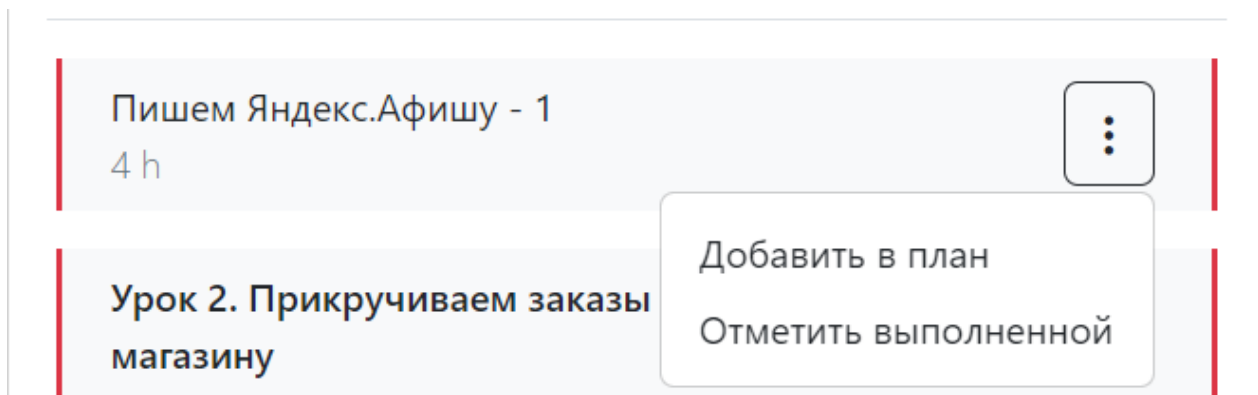 Пишем Яндекс.Афишу - 1
4 h
Добавить в план
Отметить выполненной
Урок 2. Прикручиваем заказы
магазину